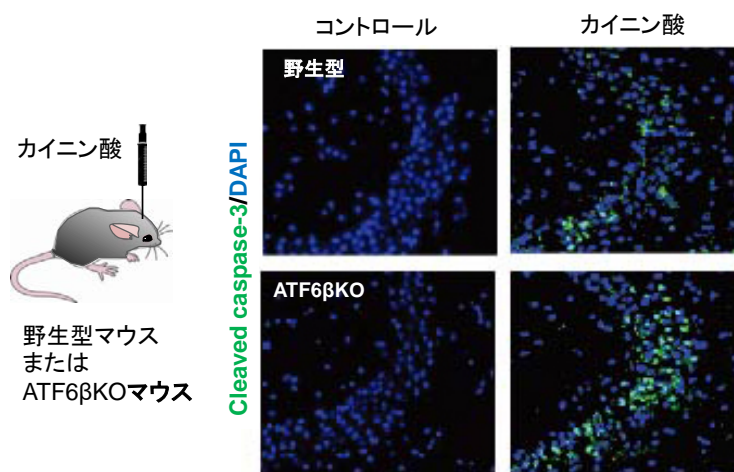 コントロール
カイニン酸
野生型
カイニン酸
Cleaved caspase-3/DAPI
ATF6βKO
野生型マウス
または
ATF6βKOマウス